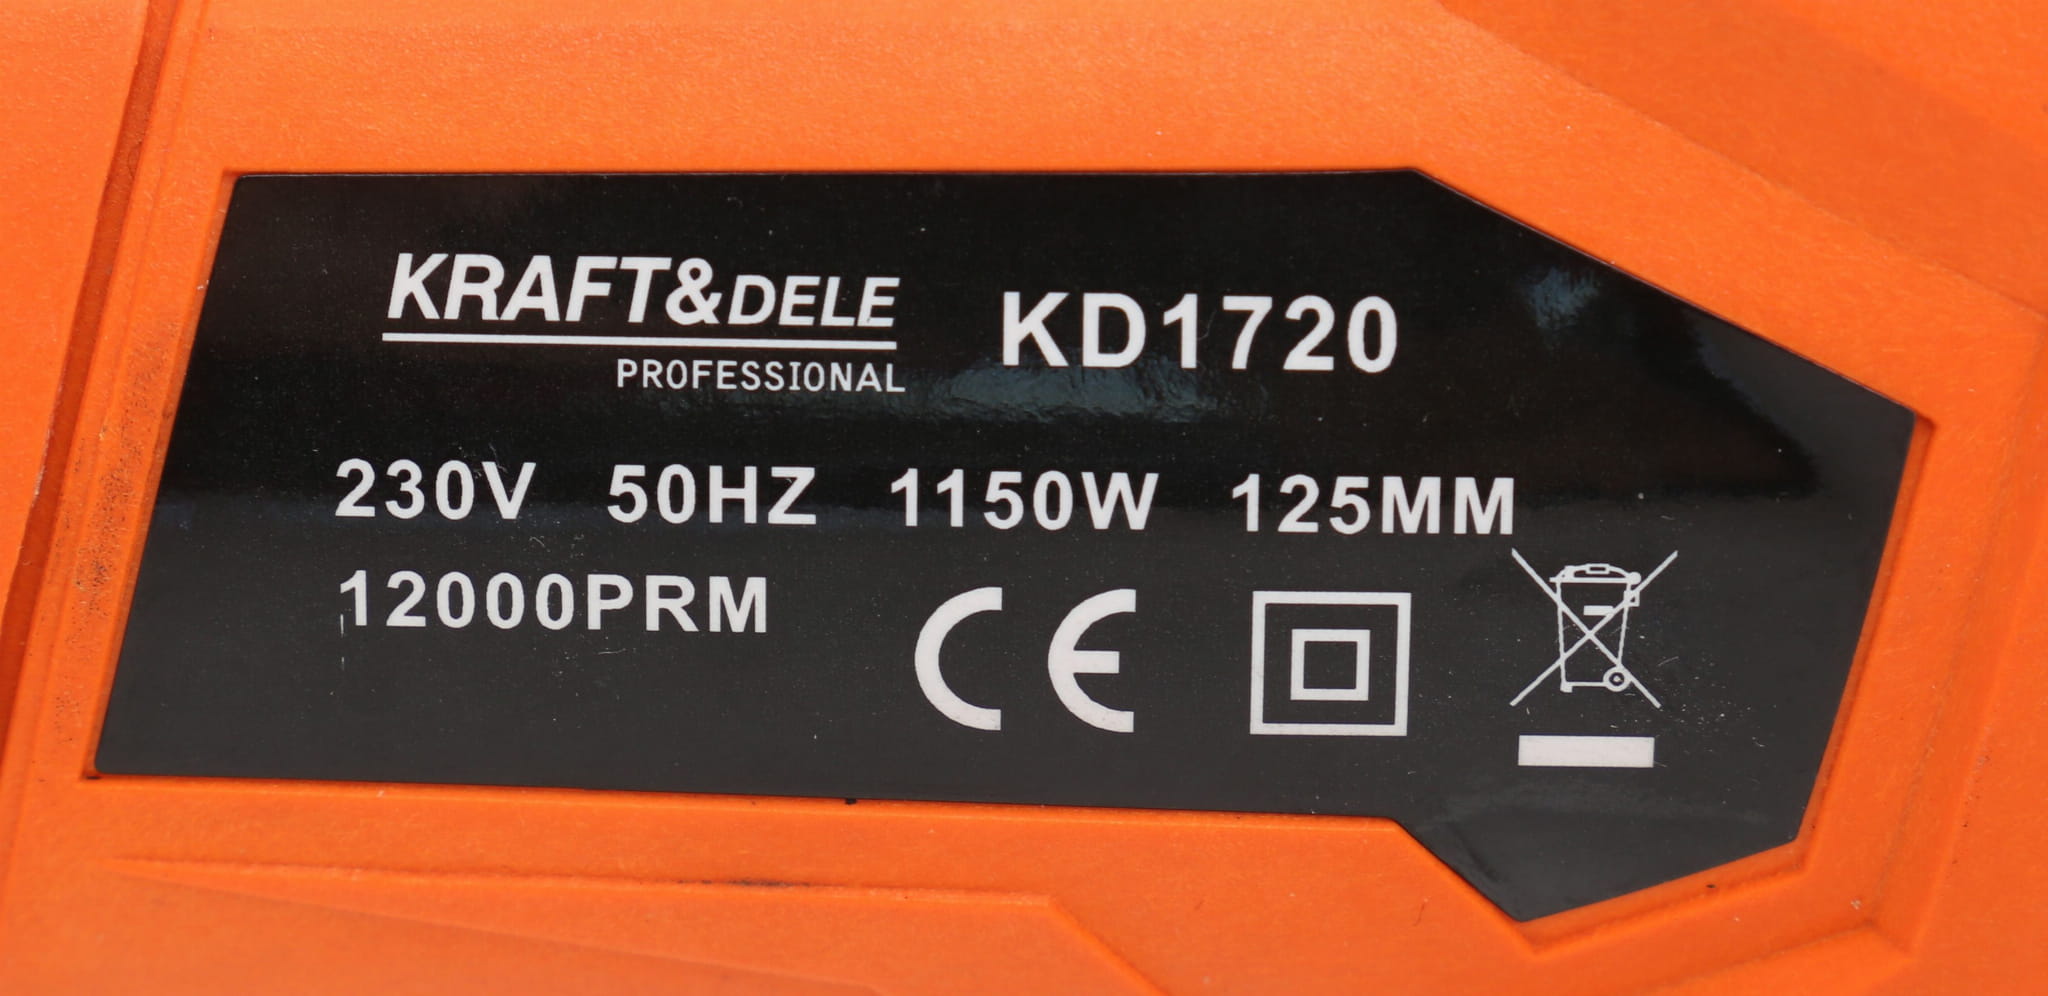 KRAFT&DELE KD1720
PROFESSIONAL
230V 50HZ 1150W 125MM
12000PRM
CE